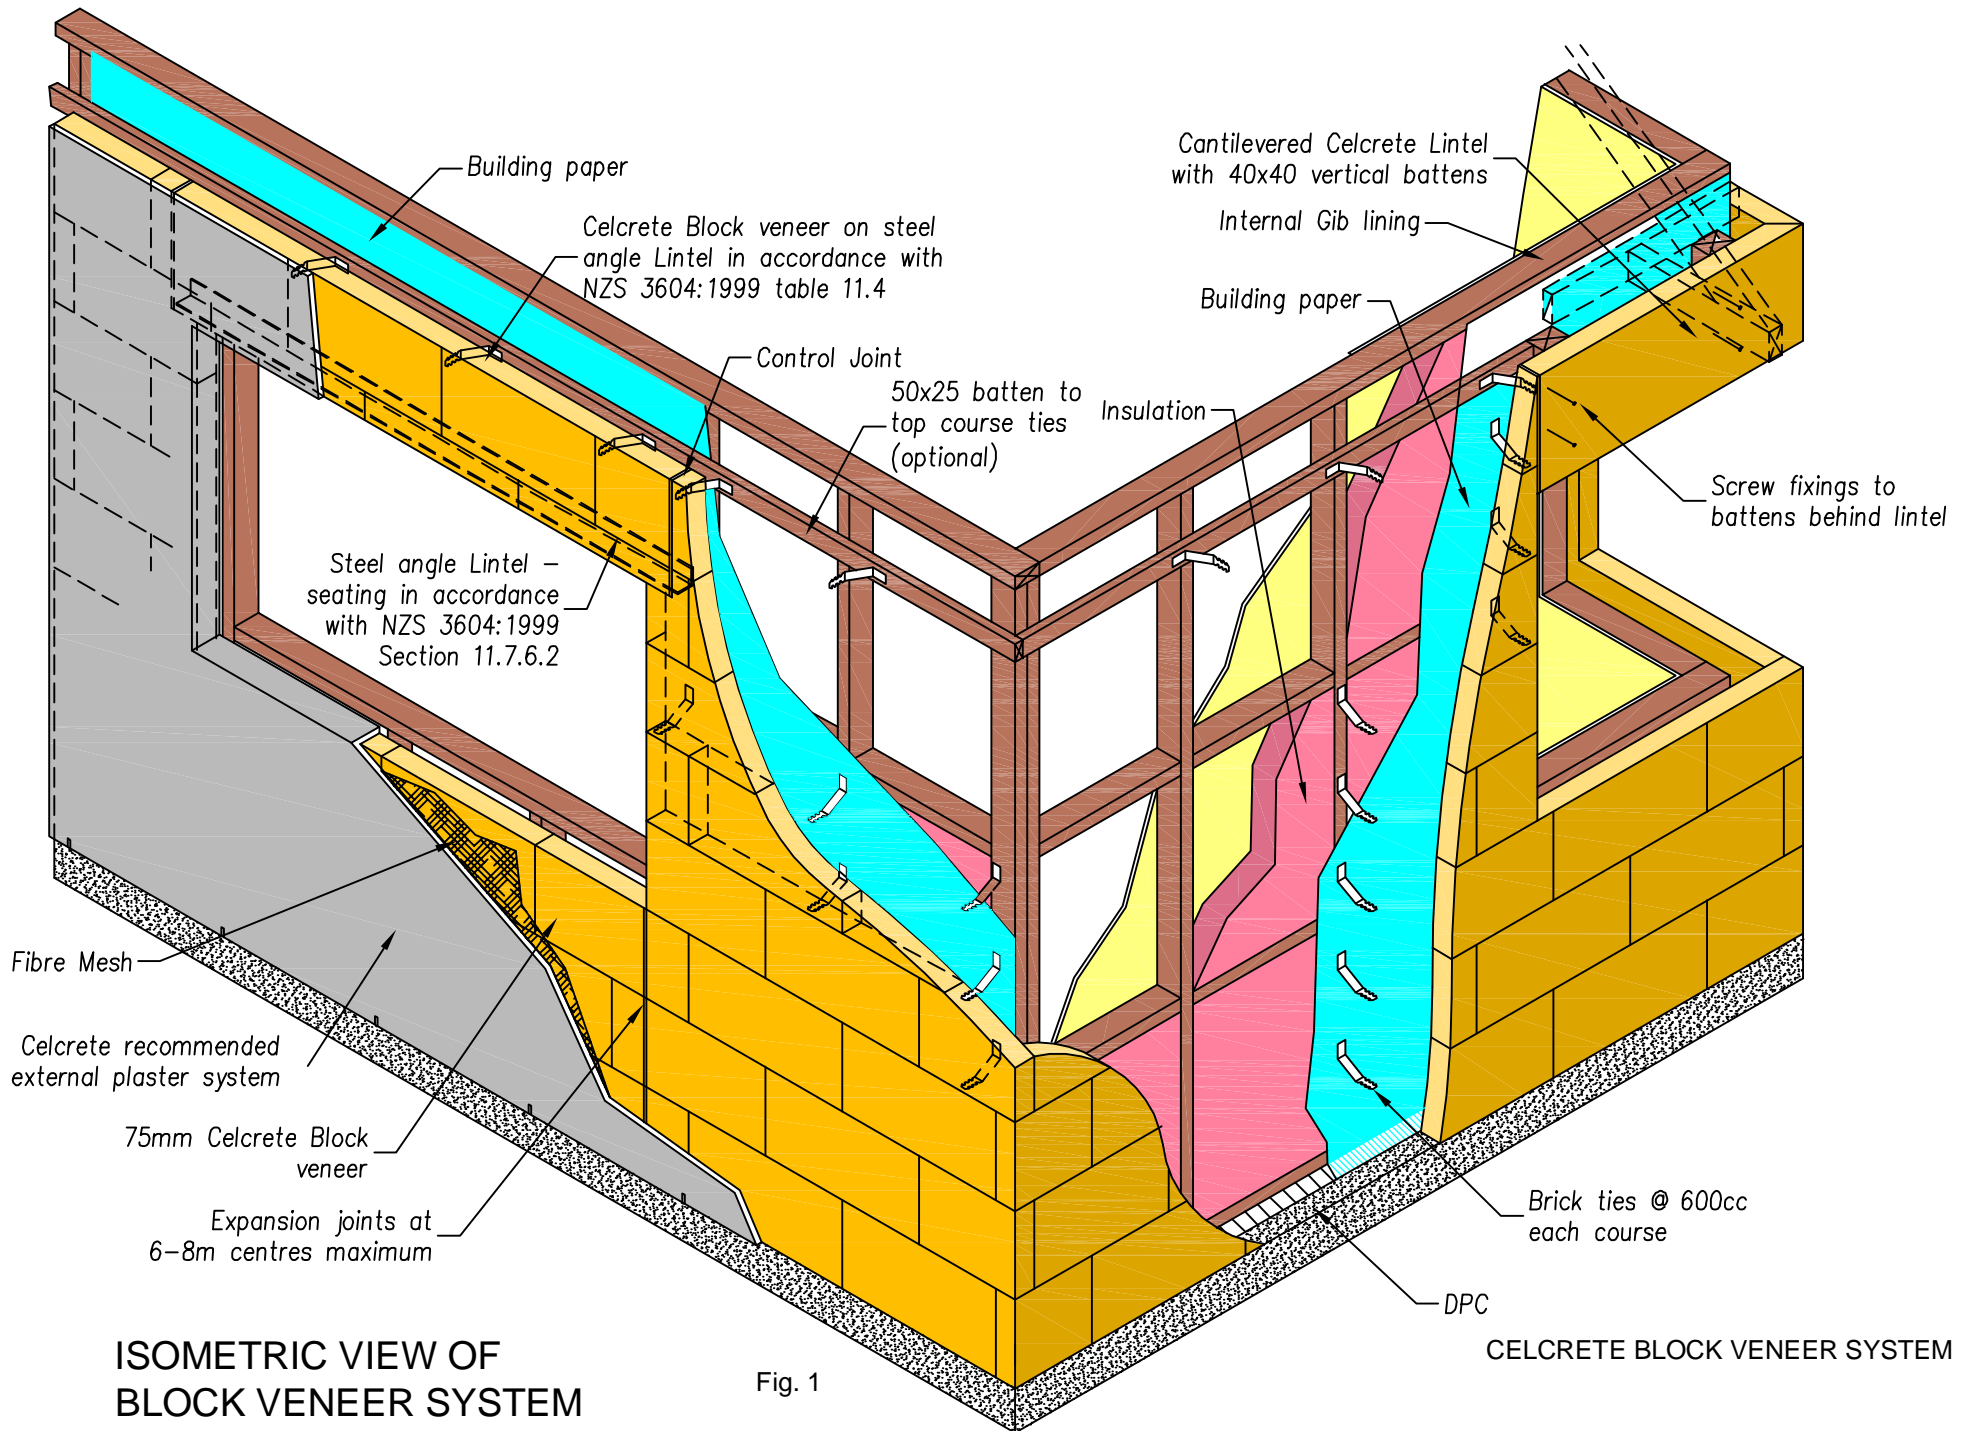 Building paper
Celcrete Block veneer on steel
angle Lintel in accordance with
NZS 3604:1999 table 11.4
Control Joint
50x25 batten to
top course ties
(optional)
Cantilevered Celcrete Lintel
with 40x40 vertical battens
Internal Gib lining
Building paper
Insulation
Screw fixings to
battens behind lintel
Steel angle Lintel –
seating in accordance
with NZS 3604:1999
Section 11.7.6.2
Fibre Mesh
Celcrete recommended
external plaster system
75mm Celcrete Block
veneer
Expansion joints at
6–8m centres maximum
Brick ties @ 600cc
each course
DPC
ISOMETRIC VIEW OF
BLOCK VENEER SYSTEM
Fig. 1
CELCRETE BLOCK VENEER SYSTEM